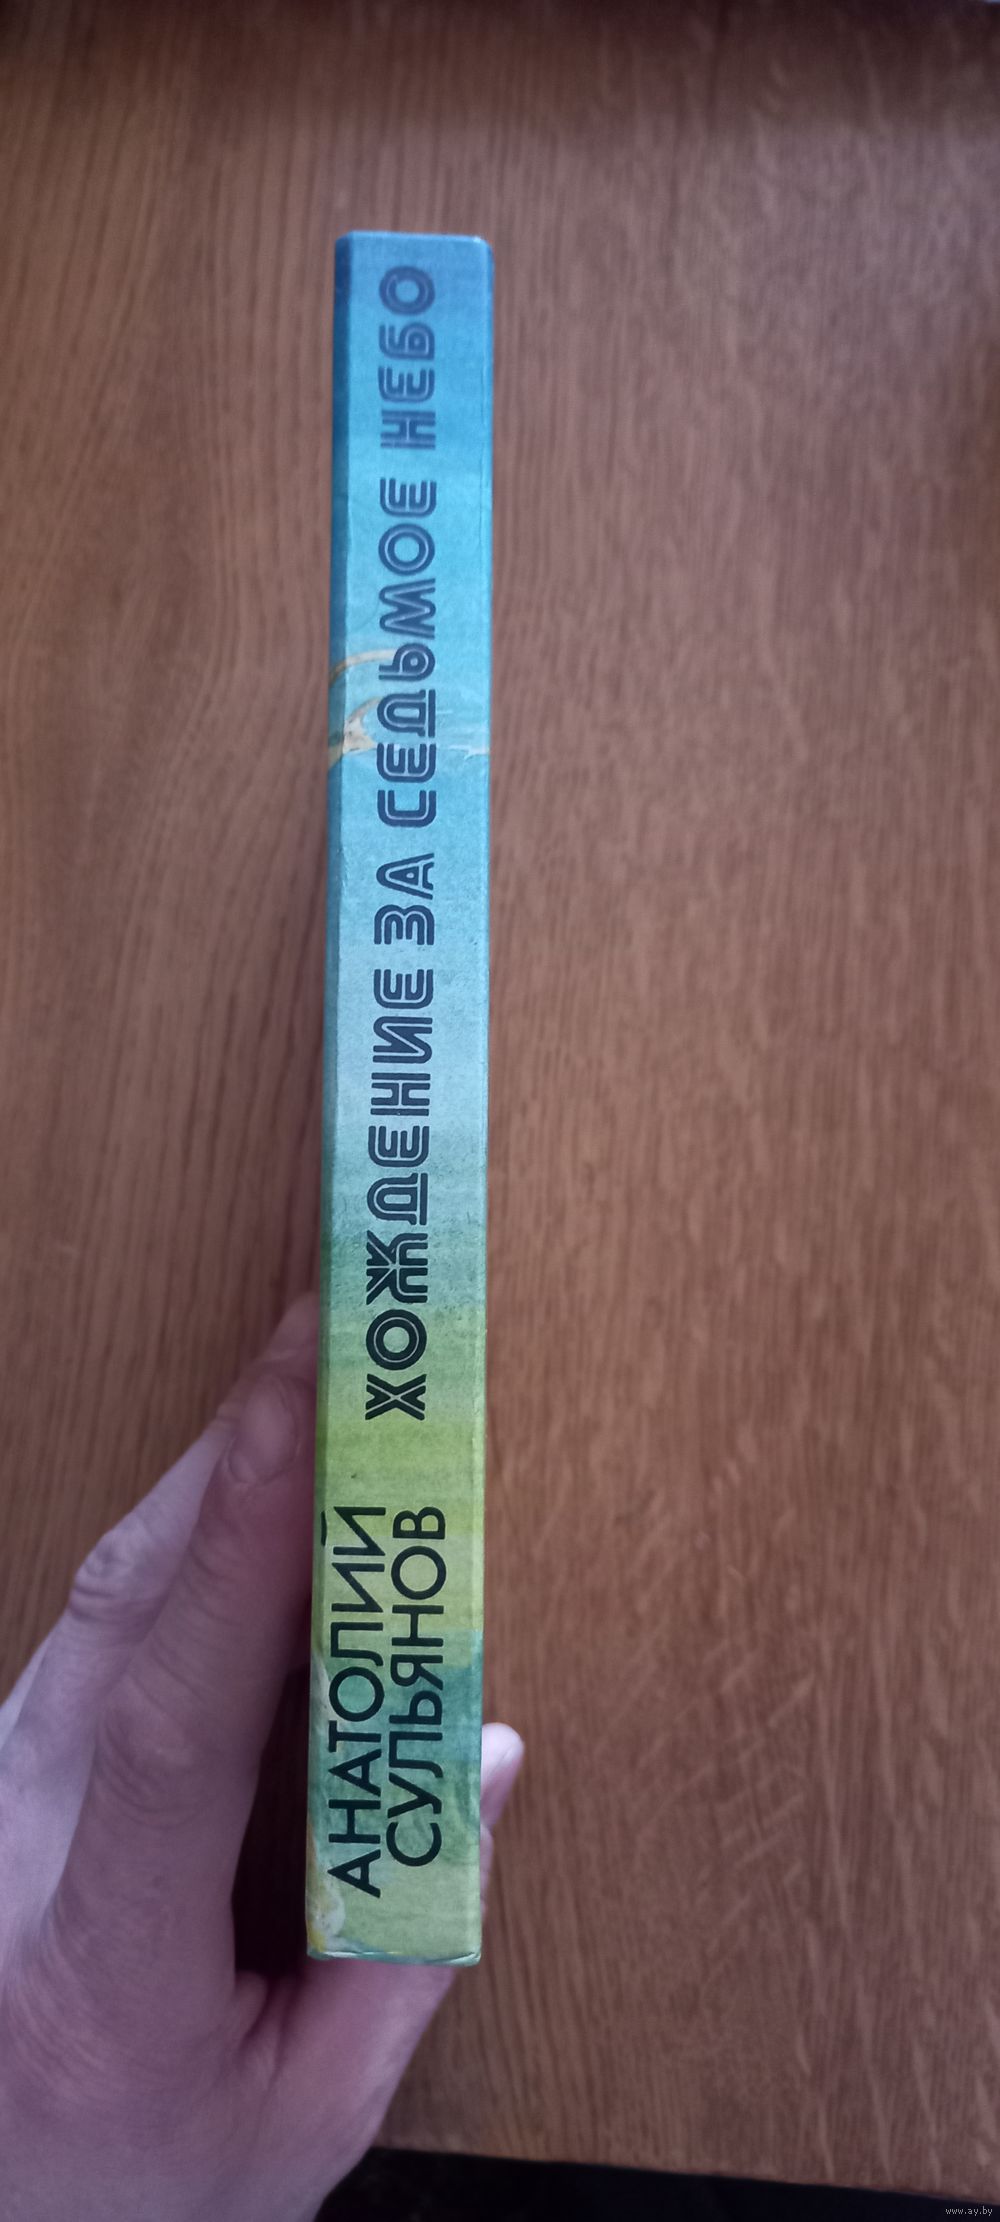 АНАТОЛИЙ
СУЛЬЯНОВ
ХОЖДЕНИЕ ЗА СЕДЬМОЕ НЕБО
www.ay.by